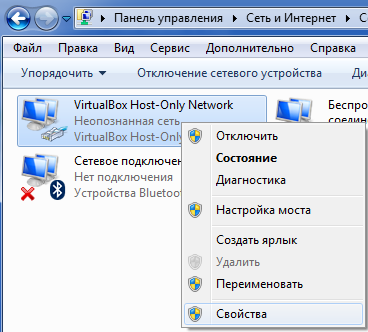 Панель управления ▸ Сеть и Интернет ▸
Файл Правка Вид Сервис Дополнительно Справка
Упорядочить Отключение сетевого устройства
VirtualBox Host-Only Network
Неопознанная сеть
VirtualBox Host-Only
Сетевое подключен
Нет подключения
Устройства Bluetoo
Беспро
соедин
Отключить
Состояние
Диагностика
Настройка моста
Создать ярлык
Удалить
Переименовать
Свойства